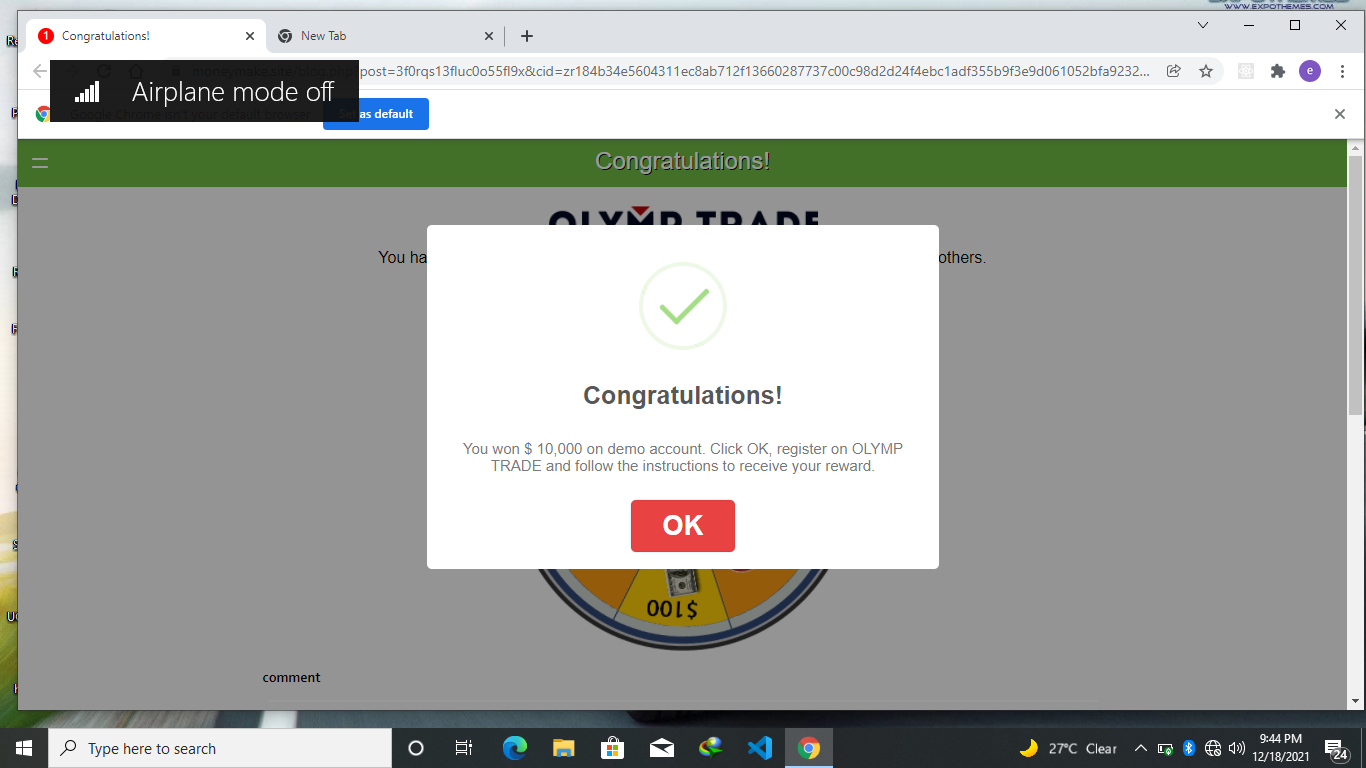 WWW.EXPOTHEMES.COM
1 Congratulations!
New Tab
post=3f0rqs13fluc0o55fl9x&cid=zr184b34e5604311ec8ab712f13660287737c00c98d2d24f4ebc1adf355b9f3e9d061052bfa9232...
e
Airplane mode off
as default
Congratulations!
OLYMP TRADE
You ha
others.
Congratulations!
You won $ 10,000 on demo account. Click OK, register on OLYMP
TRADE and follow the instructions to receive your reward.
OK
$100
comment
Type here to search
27°C Clear
9:44 PM
12/18/2021
24